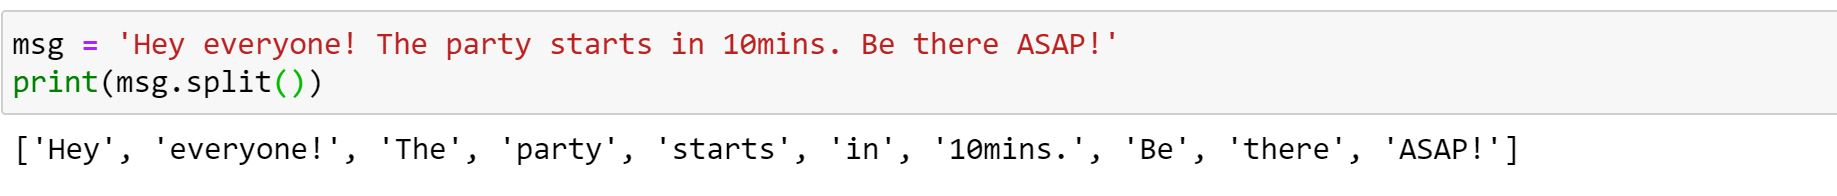 msg = 'Hey everyone! The party starts in 10mins. Be there ASAP!'
print(msg.split())
['Hey', 'everyone!', 'The', 'party', 'starts', 'in', '10mins.', 'Be', 'there', 'ASAP!']